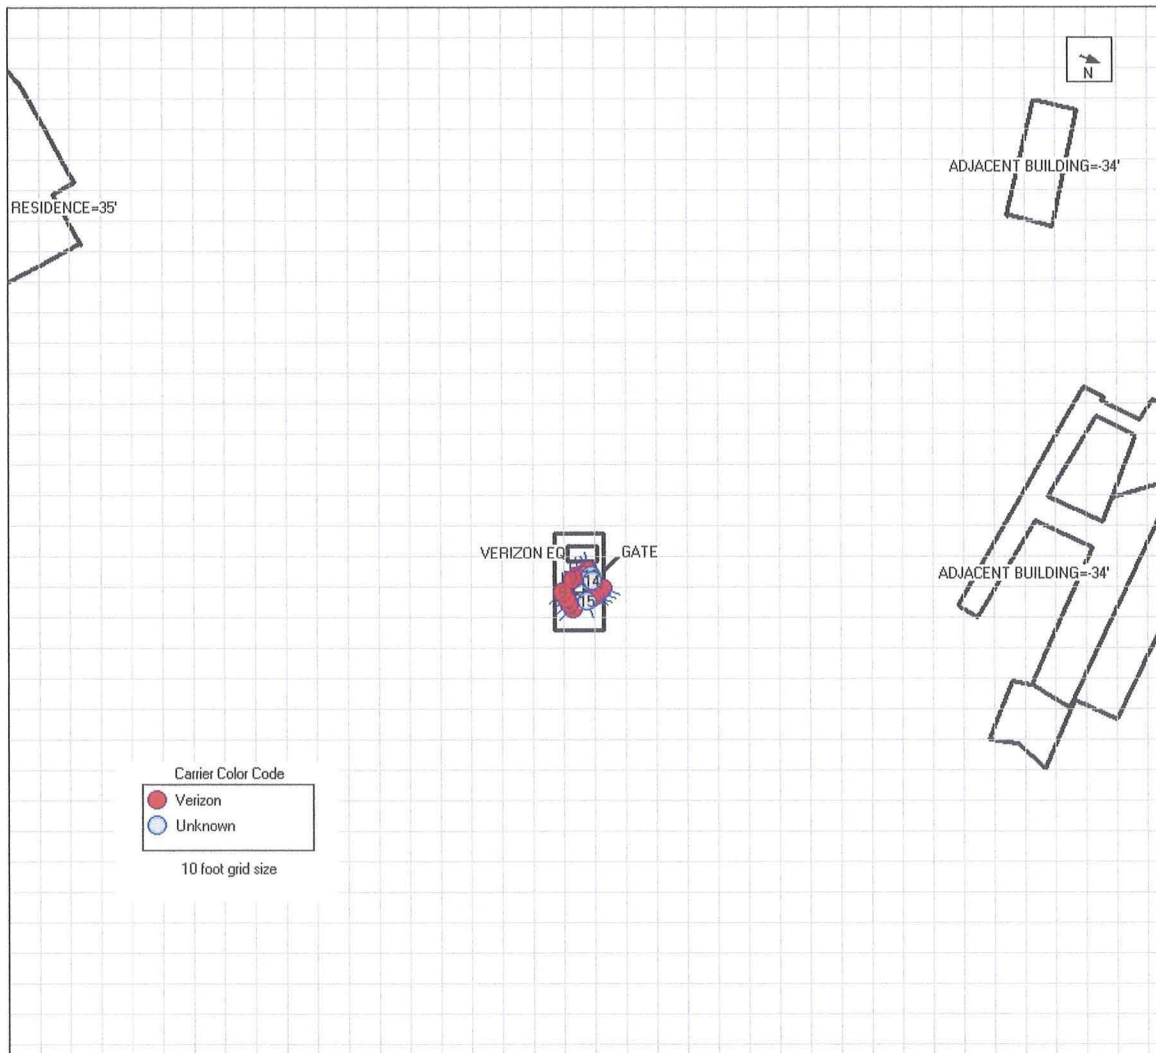 N
ADJACENT BUILDING=-34'
RESIDENCE=35'
VERIZON EQ
GATE
14
15
ADJACENT BUILDING=-34'
Carrier Color Code
Verizon
Unknown
10 foot grid size